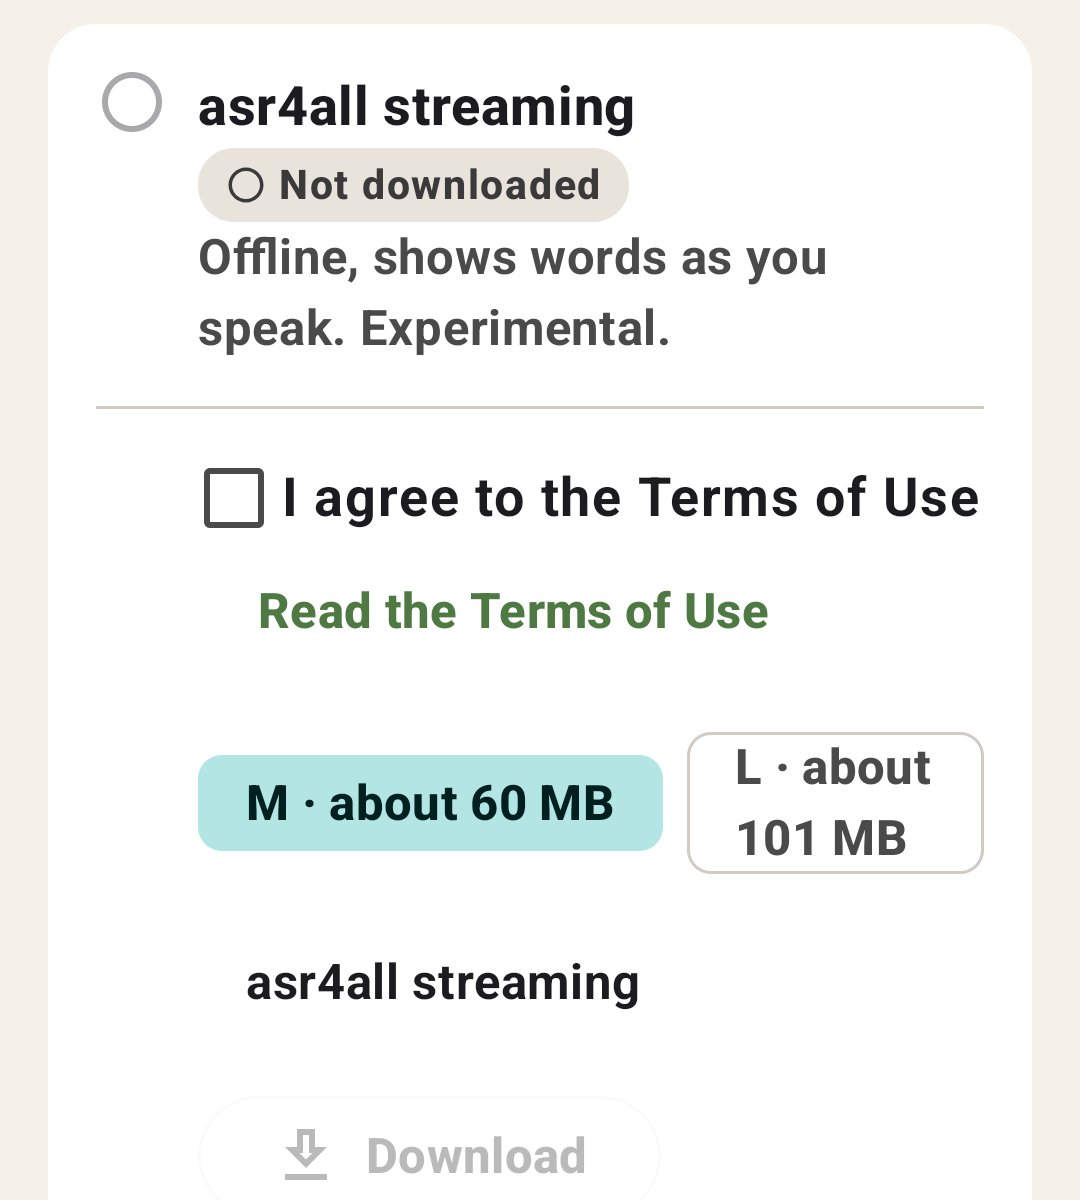 asr4all streaming
Not downloaded
Offline, shows words as you
speak. Experimental.
I agree to the Terms of Use
Read the Terms of Use
M · about 60 MB
L · about
101 MB
asr4all streaming
Download